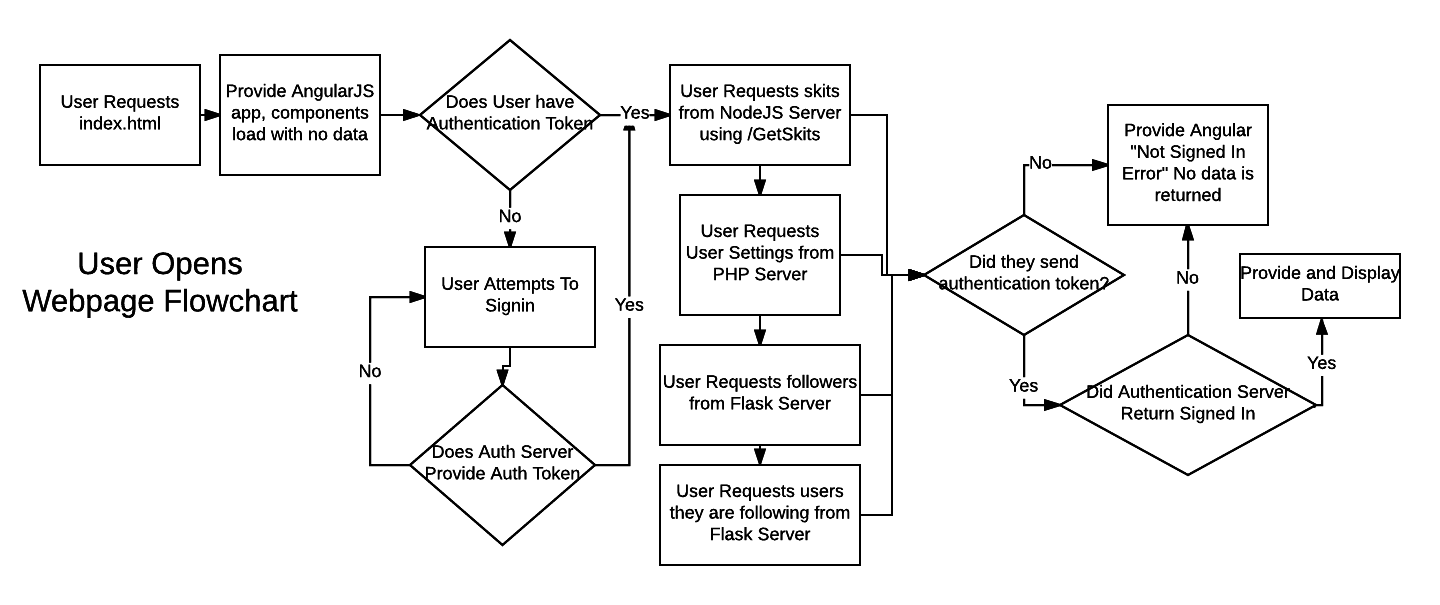 User Requests
index.html
Provide AngularJS
app, components
load with no data
Does User have
Authentication Token
Yes
No
User Attempts To
Signin
No
Does Auth Server
Provide Auth Token
Yes
User Opens
Webpage Flowchart
User Requests skits
from NodeJS Server
using /GetSkits
User Requests
User Settings from
PHP Server
User Requests followers
from Flask Server
User Requests users
they are following from
Flask Server
Did they send
authentication token?
No
Yes
Provide Angular
"Not Signed In
Error" No data is
returned
No
Did Authentication Server
Return Signed In
Yes
Provide and Display
Data